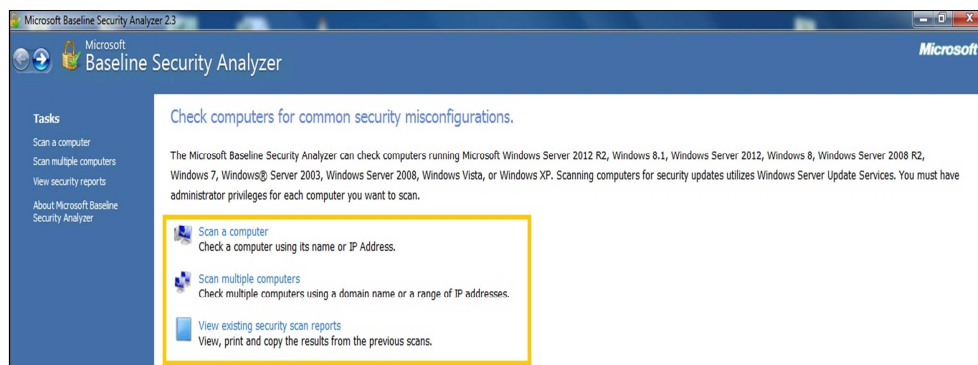 Microsoft Baseline Security Analyzer 2.3
Microsoft
Baseline Security Analyzer
Microsoft
Tasks
Scan a computer
Scan multiple computers
View security reports
About Microsoft Baseline
Security Analyzer
Check computers for common security misconfigurations.
The Microsoft Baseline Security Analyzer can check computers running Microsoft Windows Server 2012 R2, Windows 8.1, Windows Server 2012, Windows 8, Windows Server 2008 R2,
Windows 7, Windows® Server 2003, Windows Server 2008, Windows Vista, or Windows XP. Scanning computers for security updates utilizes Windows Server Update Services. You must have
administrator privileges for each computer you want to scan.
Scan a computer
Check a computer using its name or IP Address.
Scan multiple computers
Check multiple computers using a domain name or a range of IP addresses.
View existing security scan reports
View, print and copy the results from the previous scans.